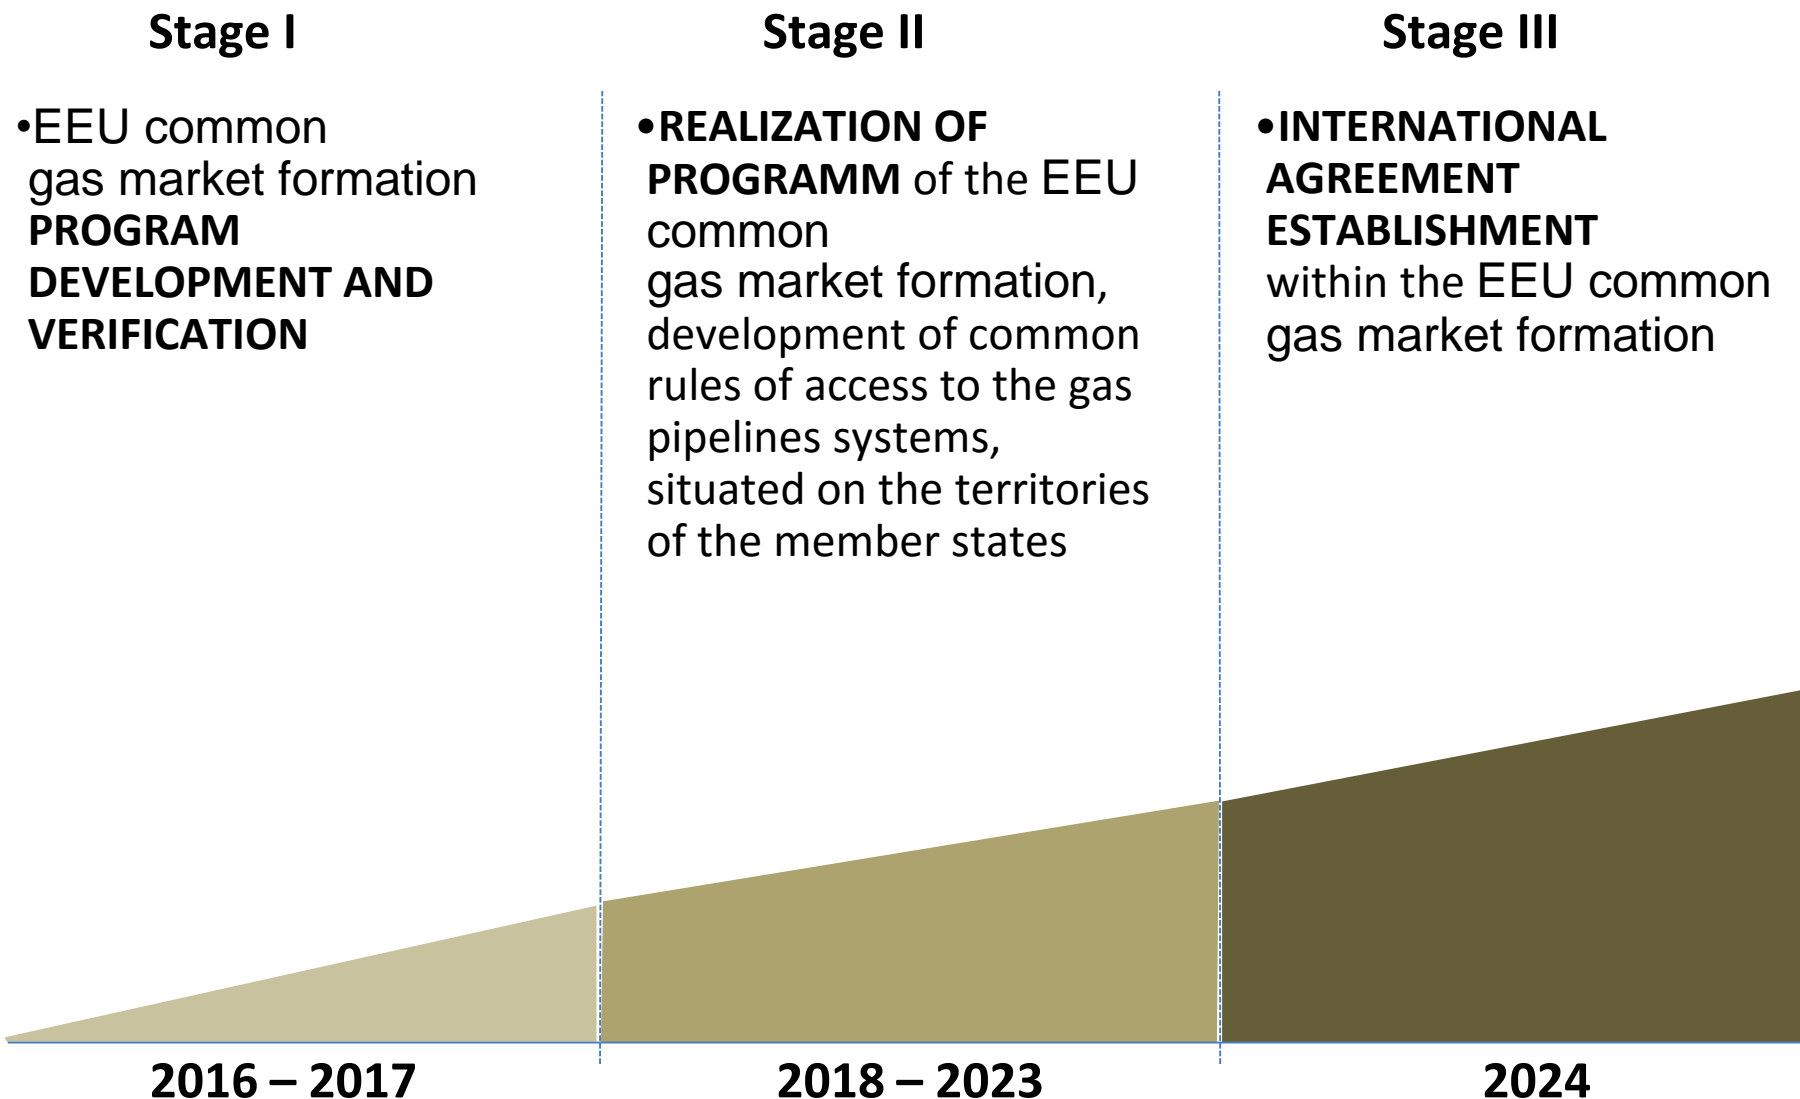 Stage I
•EEU common
gas market formation
PROGRAM
DEVELOPMENT AND
VERIFICATION
2016 – 2017
Stage II
•REALIZATION OF
PROGRAMM of the EEU
common
gas market formation,
development of common
rules of access to the gas
pipelines systems,
situated on the territories
of the member states
2018 – 2023
Stage III
•INTERNATIONAL
AGREEMENT
ESTABLISHMENT
within the EEU common
gas market formation
2024